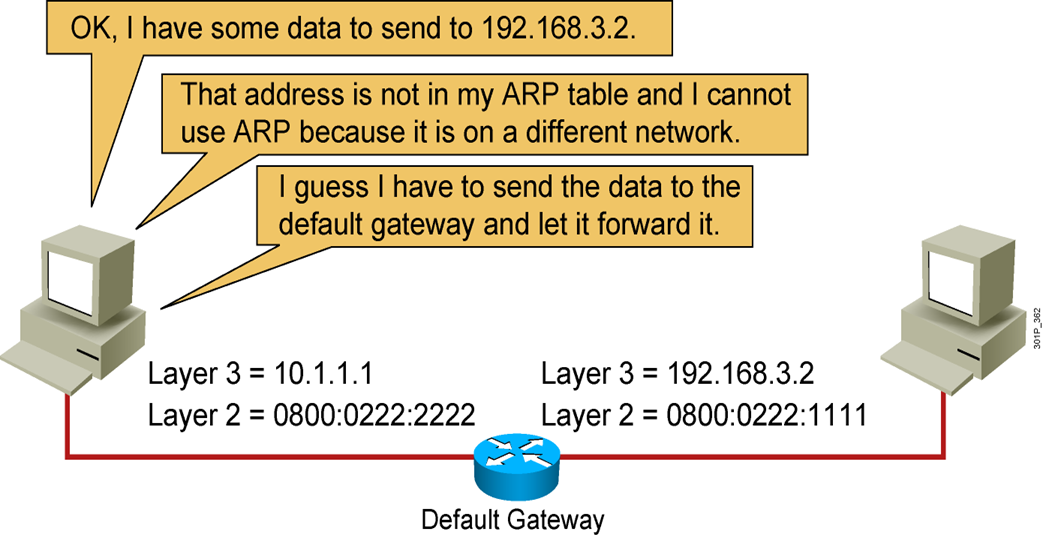 OK, I have some data to send to 192.168.3.2.
That address is not in my ARP table and I cannot
use ARP because it is on a different network.
I guess I have to send the data to the
default gateway and let it forward it.
Layer 3 = 10.1.1.1
Layer 2 = 0800:0222:2222
Layer 3 = 192.168.3.2
Layer 2 = 0800:0222:1111
Default Gateway
301P_362